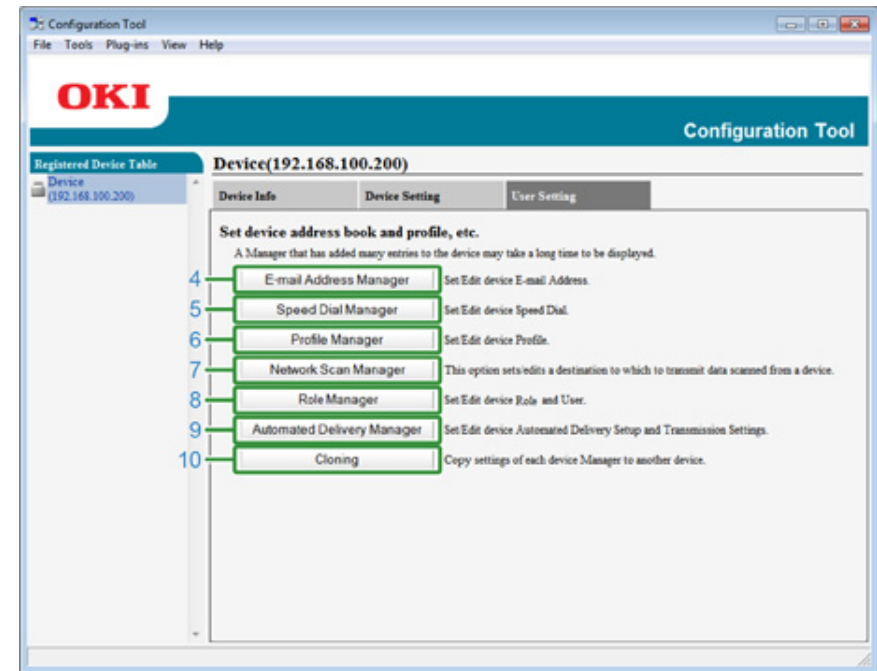 Configuration Tool
File Tools Plug-ins View Help
OKI
Configuration Tool
Registered Device Table
Device
(192.168.100.200)
Device(192.168.100.200)
Device Info Device Setting User Setting
Set device address book and profile, etc.
A Manager that has added many entries to the device may take a long time to be displayed.
4 E-mail Address Manager Set/Edit device E-mail Address.
5 Speed Dial Manager Set/Edit device Speed Dial.
6 Profile Manager Set/Edit device Profile.
7 Network Scan Manager This option sets/edits a destination to which to transmit data scanned from a device.
8 Role Manager Set/Edit device Role and User.
9 Automated Delivery Manager Set/Edit device Automated Delivery Setup and Transmission Settings.
10 Cloning Copy settings of each device Manager to another device.